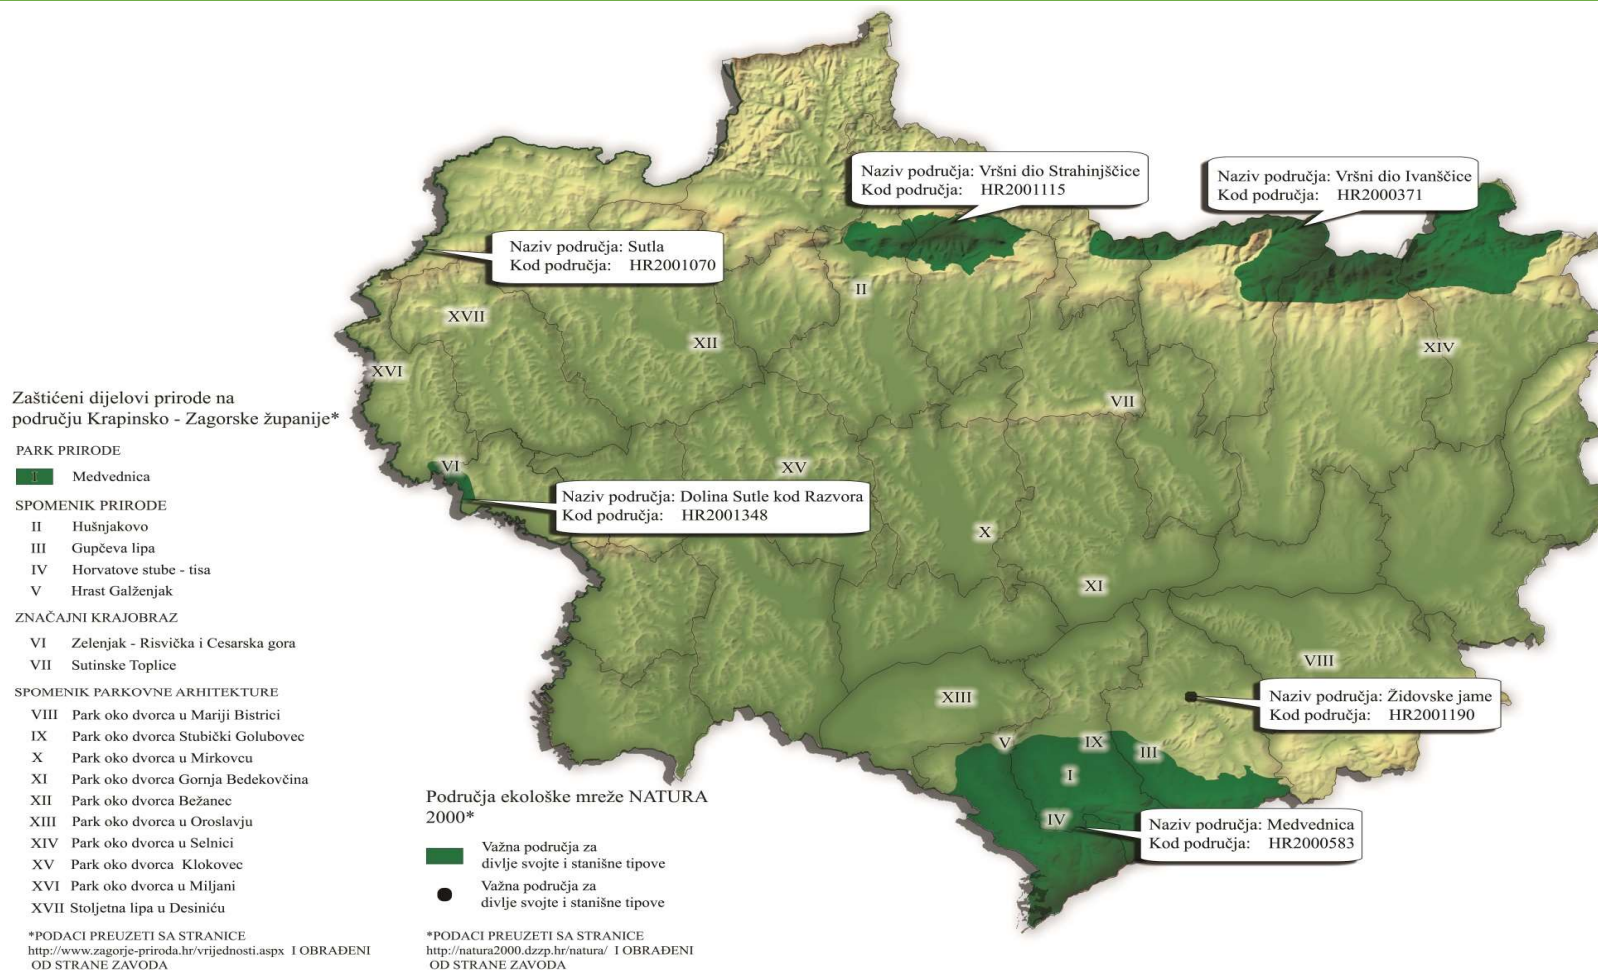 Naziv područja: Vršni dio Strahinjščice
Kod područja: HR2001115
Naziv područja: Vršni dio Ivanščice
Kod područja: HR2000371
Naziv područja: Sutla
Kod područja: HR2001070
II
XVII
XII
XIV
XVI
VII
Zaštićeni dijelovi prirode na
području Krapinsko - Zagorske županije*
PARK PRIRODE
I Medvednica
SPOMENIK PRIRODE
II Hušnjakovo
III Gupčeva lipa
IV Horvatove stube - tisa
V Hrast Galženjak
ZNAČAJNI KRAJOBRAZ
VI Zelenjak - Risvička i Cesarska gora
VII Sutinske Toplice
SPOMENIK PARKOVNE ARHITEKTURE
VIII Park oko dvorca u Mariji Bistrici
IX Park oko dvorca Stubički Golubovec
X Park oko dvorca u Mirkovcu
XI Park oko dvorca Gornja Bedekovčina
XII Park oko dvorca Bežanec
XIII Park oko dvorca u Oroslavju
XIV Park oko dvorca u Selnici
XV Park oko dvorca Klokovec
XVI Park oko dvorca u Miljani
XVII Stoljetna lipa u Desiniću
*PODACI PREUZETI SA STRANICE
http://www.zagorje-priroda.hr/vrijednosti.aspx I OBRAĐENI
OD STRANE ZAVODA
VI
XV
Naziv područja: Dolina Sutle kod Razvora
Kod područja: HR2001348
X
XI
VIII
XIII
Naziv područja: Židovske jame
Kod područja: HR2001190
V
IX
III
I
IV
Naziv područja: Medvednica
Kod područja: HR2000583
Područja ekološke mreže NATURA
2000*
Važna područja za
divlje svojte i stanišne tipove
Važna područja za
divlje svojte i stanišne tipove
*PODACI PREUZETI SA STRANICE
http://natura2000.dzzp.hr/natura/ I OBRAĐENI
OD STRANE ZAVODA